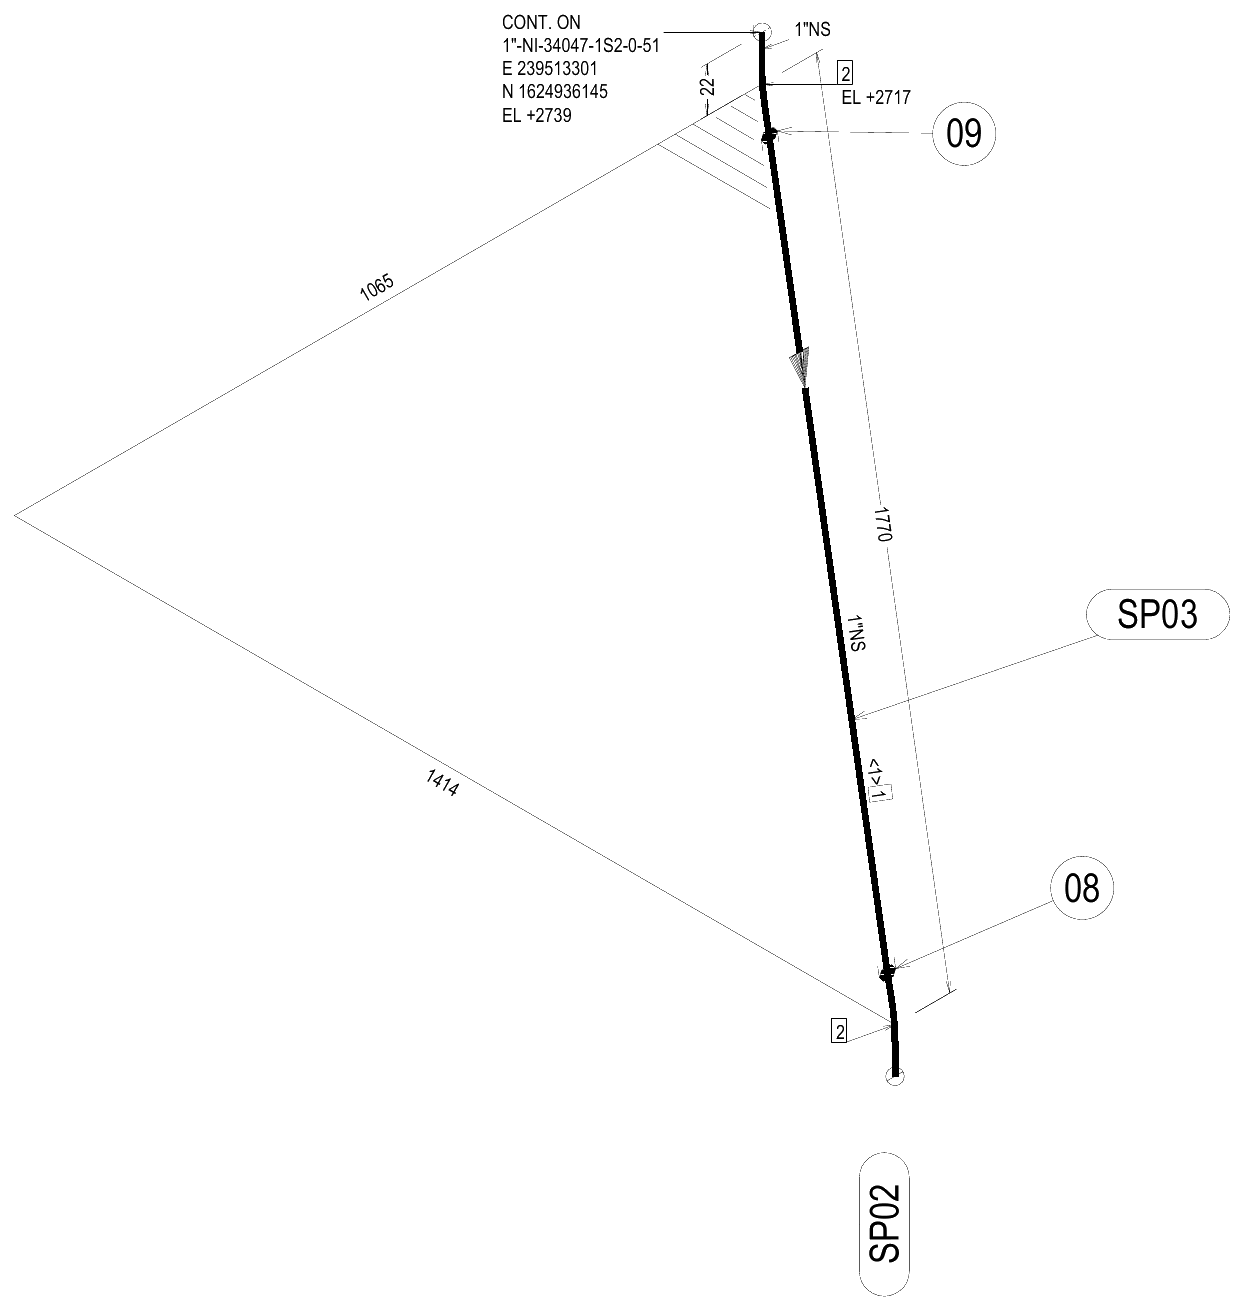 CONT. ON
1"-NI-34047-1S2-0-51
E 239513301
N 1624936145
EL +2739
1"NS
22
2
EL +2717
09
1065
1770
SP03
1"NS
<1>
1
1414
08
2
SP02